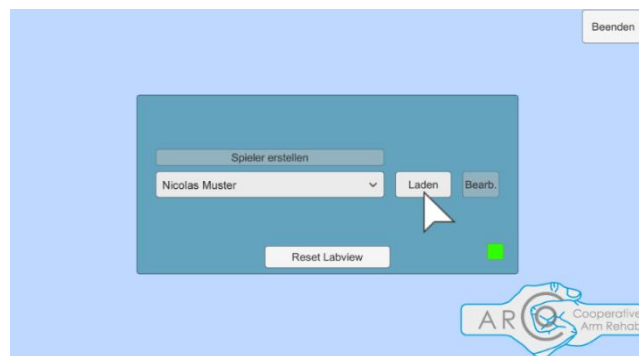 Beenden
Spieler erstellen
Nicolas Muster
Laden
Bearb.
Reset Labview
AR
Cooperative
Arm Rehab